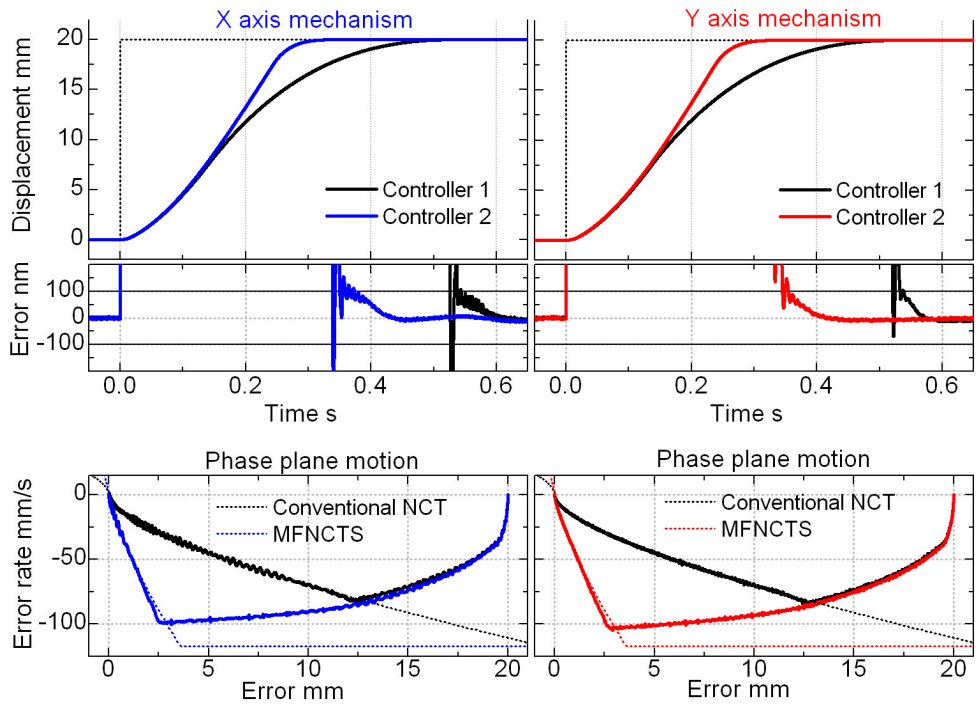 X axis mechanism
Y axis mechanism
Displacement mm
20
15
10
5
0
Controller 1
Controller 2
Controller 1
Controller 2
Error nm
100
0
-100
0.0 0.2 0.4 0.6
0.0 0.2 0.4 0.6
Time s
Time s
Phase plane motion
Phase plane motion
Error rate mm/s
0
-50
-100
Conventional NCT
MFNCTS
Conventional NCT
MFNCTS
0 5 10 15 20
0 5 10 15 20
Error mm
Error mm